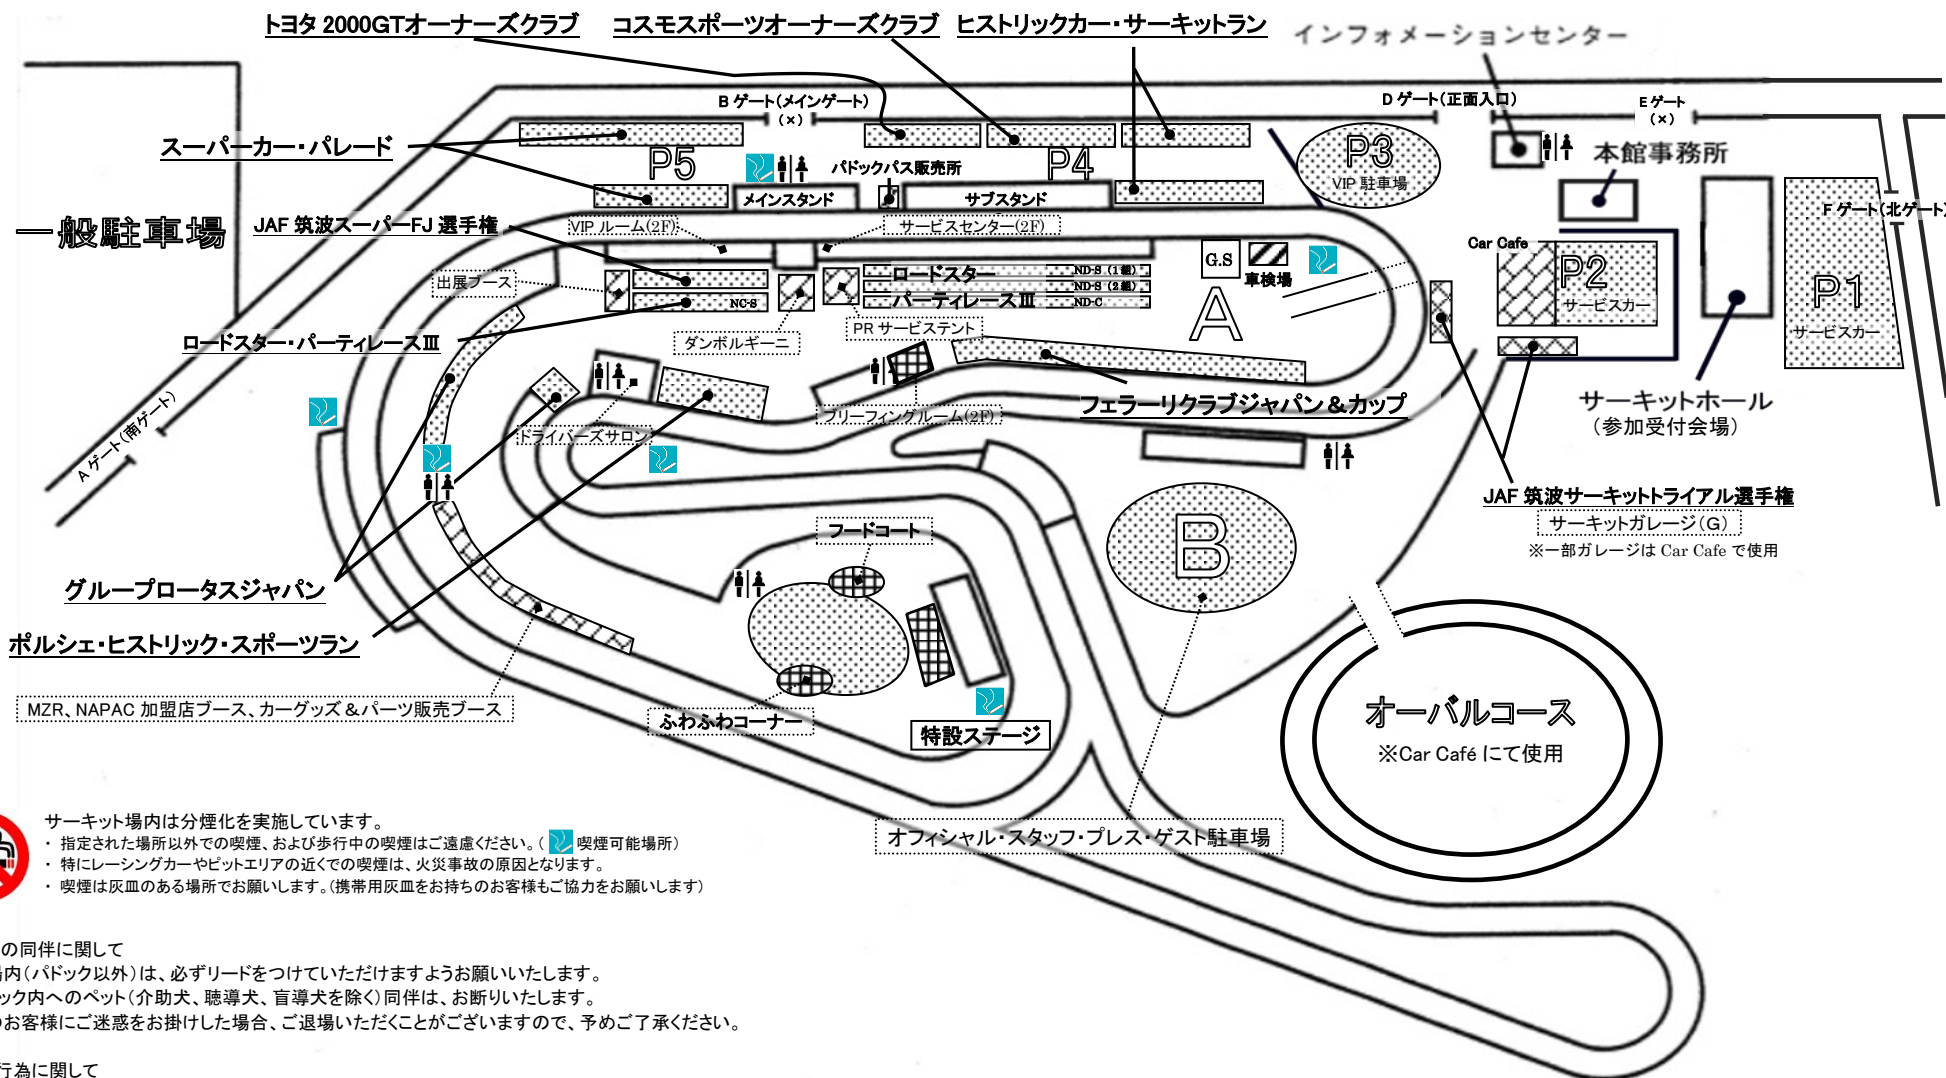 トヨタ 2000GTオーナーズクラブ
コスモスポーツオーナーズクラブ
ヒストリックカー・サーキットラン
インフォメーションセンター
B ゲート(メインゲート)
(×)
D ゲート(正面入口)
E ゲート
(×)
スーパーカー・パレード
P5
P4
P3
VIP 駐車場
本館事務所
パドックパス販売所
メインスタンド
サブスタンド
F ゲート(北ゲート)
一般駐車場
JAF 筑波スーパーFJ 選手権
VIP ルーム(2F)
サービスセンター(2F)
Car Cafe
G.S
車検場
出展ブース
ロードスター
ND-S (1組)
ND-S (2組)
パーティレースⅢ
ND-C
NC-S
P2
サービスカー
P1
サービスカー
A
PR サービステント
ダンボルギーニ
ロードスター・パーティレースⅢ
A ゲート(南ゲート)
ブリーフィングルーム(2F)
フェラーリクラブジャパン＆カップ
サーキットホール
(参加受付会場)
ドライバーズサロン
JAF 筑波サーキットトライアル選手権
サーキットガレージ(G)
※一部ガレージは Car Cafe で使用
フードコート
B
グループロータスジャパン
ポルシェ・ヒストリック・スポーツラン
MZR、NAPAC 加盟店ブース、カーグッズ＆パーツ販売ブース
ふわふわコーナー
特設ステージ
オーバルコース
※Car Café にて使用
オフィシャル・スタッフ・プレス・ゲスト駐車場
サーキット場内は分煙化を実施しています。
・ 指定された場所以外での喫煙、および歩行中の喫煙はご遠慮ください。( 喫煙可能場所)
・ 特にレーシングカーやピットエリアの近くでの喫煙は、火災事故の原因となります。
・ 喫煙は灰皿のある場所でお願いします。(携帯用灰皿をお持ちのお客様もご協力をお願いします)
の同伴に関して
場内(パドック以外)は、必ずリードをつけていただけますようお願いいたします。
ック内へのペット(介助犬、聴導犬、盲導犬を除く)同伴は、お断りいたします。
のお客様にご迷惑をお掛けした場合、ご退場いただくことがございますので、予めご了承ください。
行為に関して